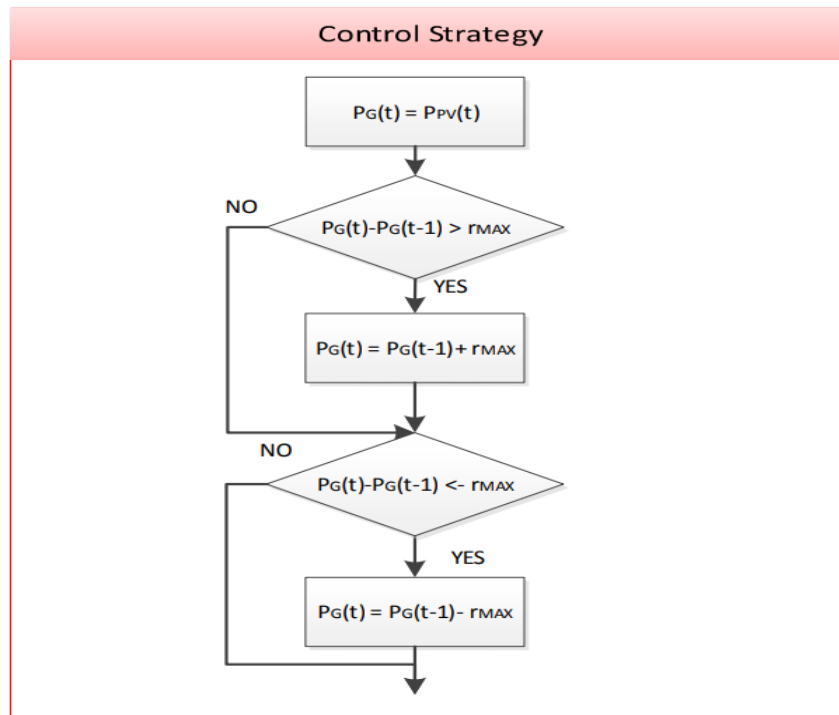 Control Strategy
PG(t) = PPV(t)
NO
PG(t)-PG(t-1) > rMAX
YES
PG(t) = PG(t-1)+ rMAX
NO
PG(t)-PG(t-1) <- rMAX
YES
PG(t) = PG(t-1)- rMAX